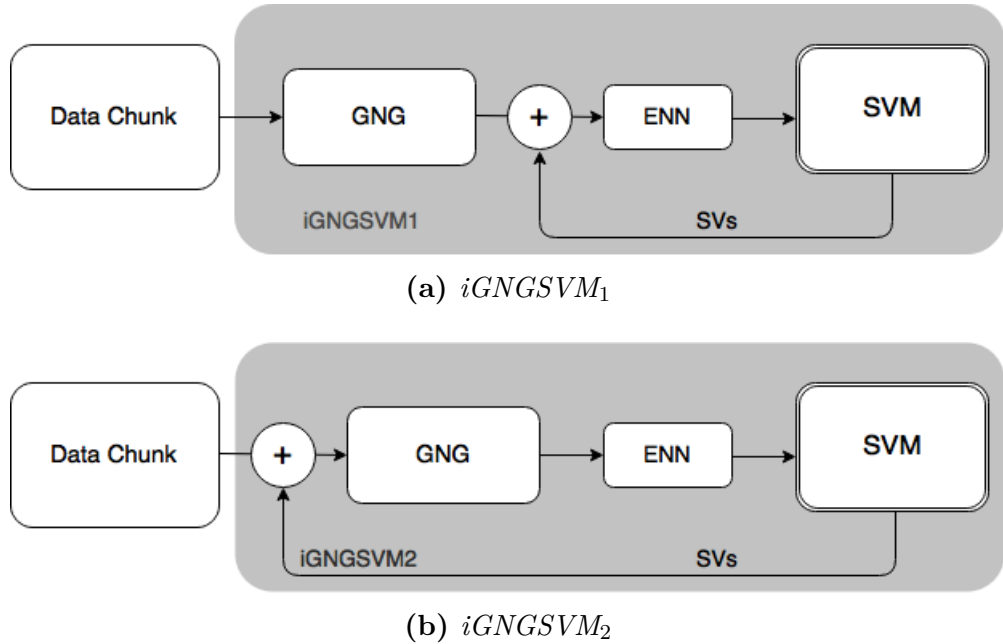 Data Chunk
GNG
+
ENN
SVM
iGNGSVM1
SVs
(a) iGNGSVM₁
Data Chunk
+
GNG
ENN
SVM
iGNGSVM2
SVs
(b) iGNGSVM₂